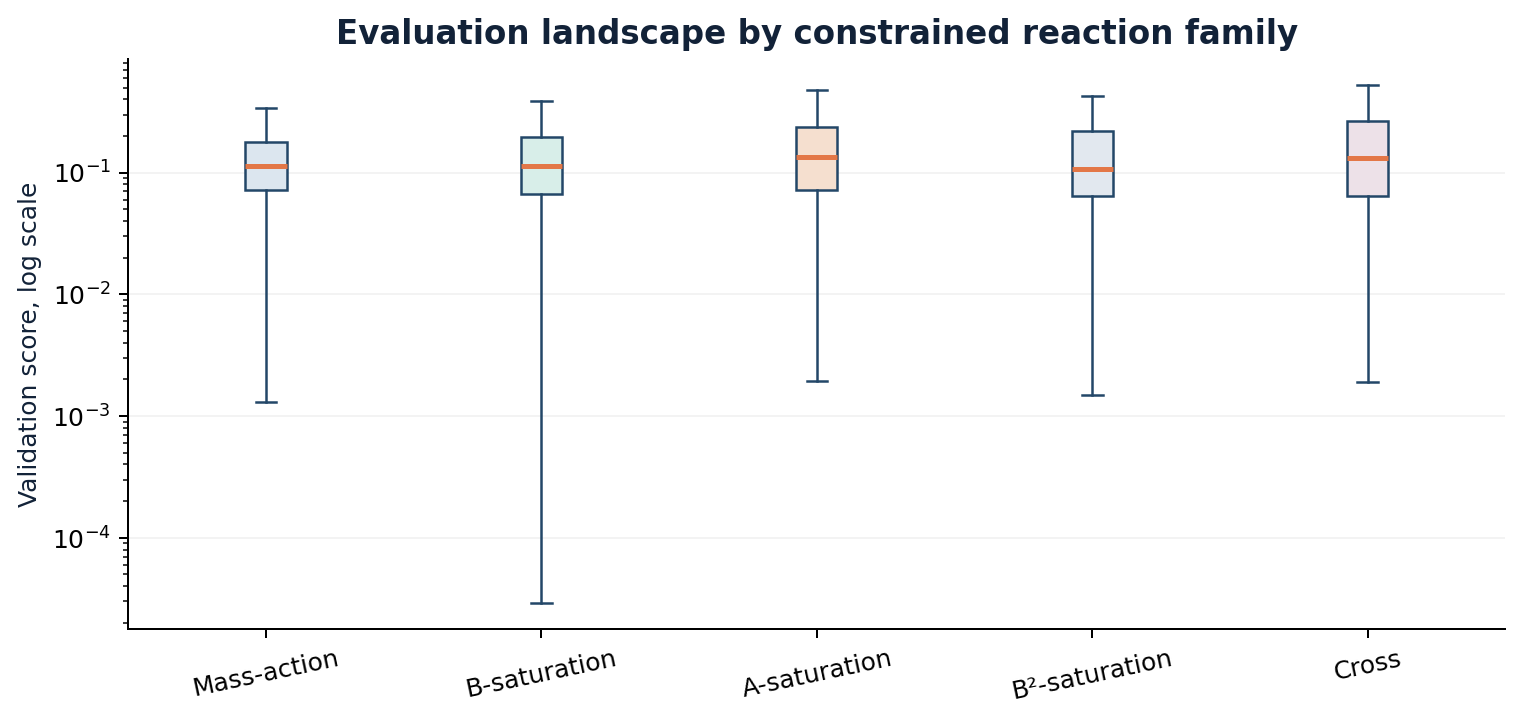 Evaluation landscape by constrained reaction family
Validation score, log scale
10⁻¹
10⁻²
10⁻³
10⁻⁴
Mass-action
B-saturation
A-saturation
B²-saturation
Cross